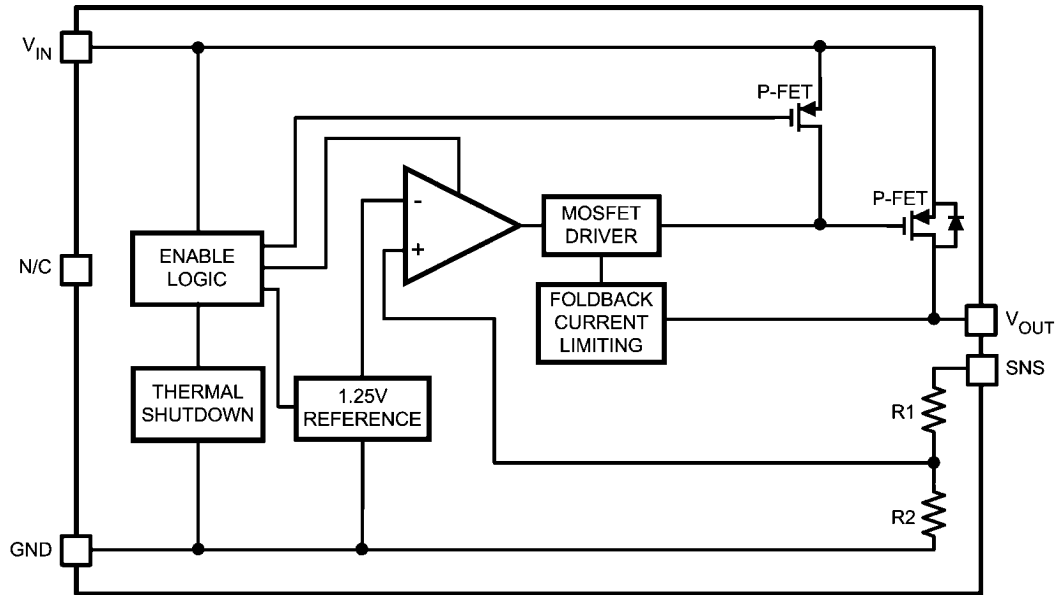 VIN
P-FET
P-FET
-
+
MOSFET
DRIVER
ENABLE
LOGIC
N/C
FOLDBACK
CURRENT
LIMITING
VOUT
SNS
THERMAL
SHUTDOWN
1.25V
REFERENCE
R1
R2
GND